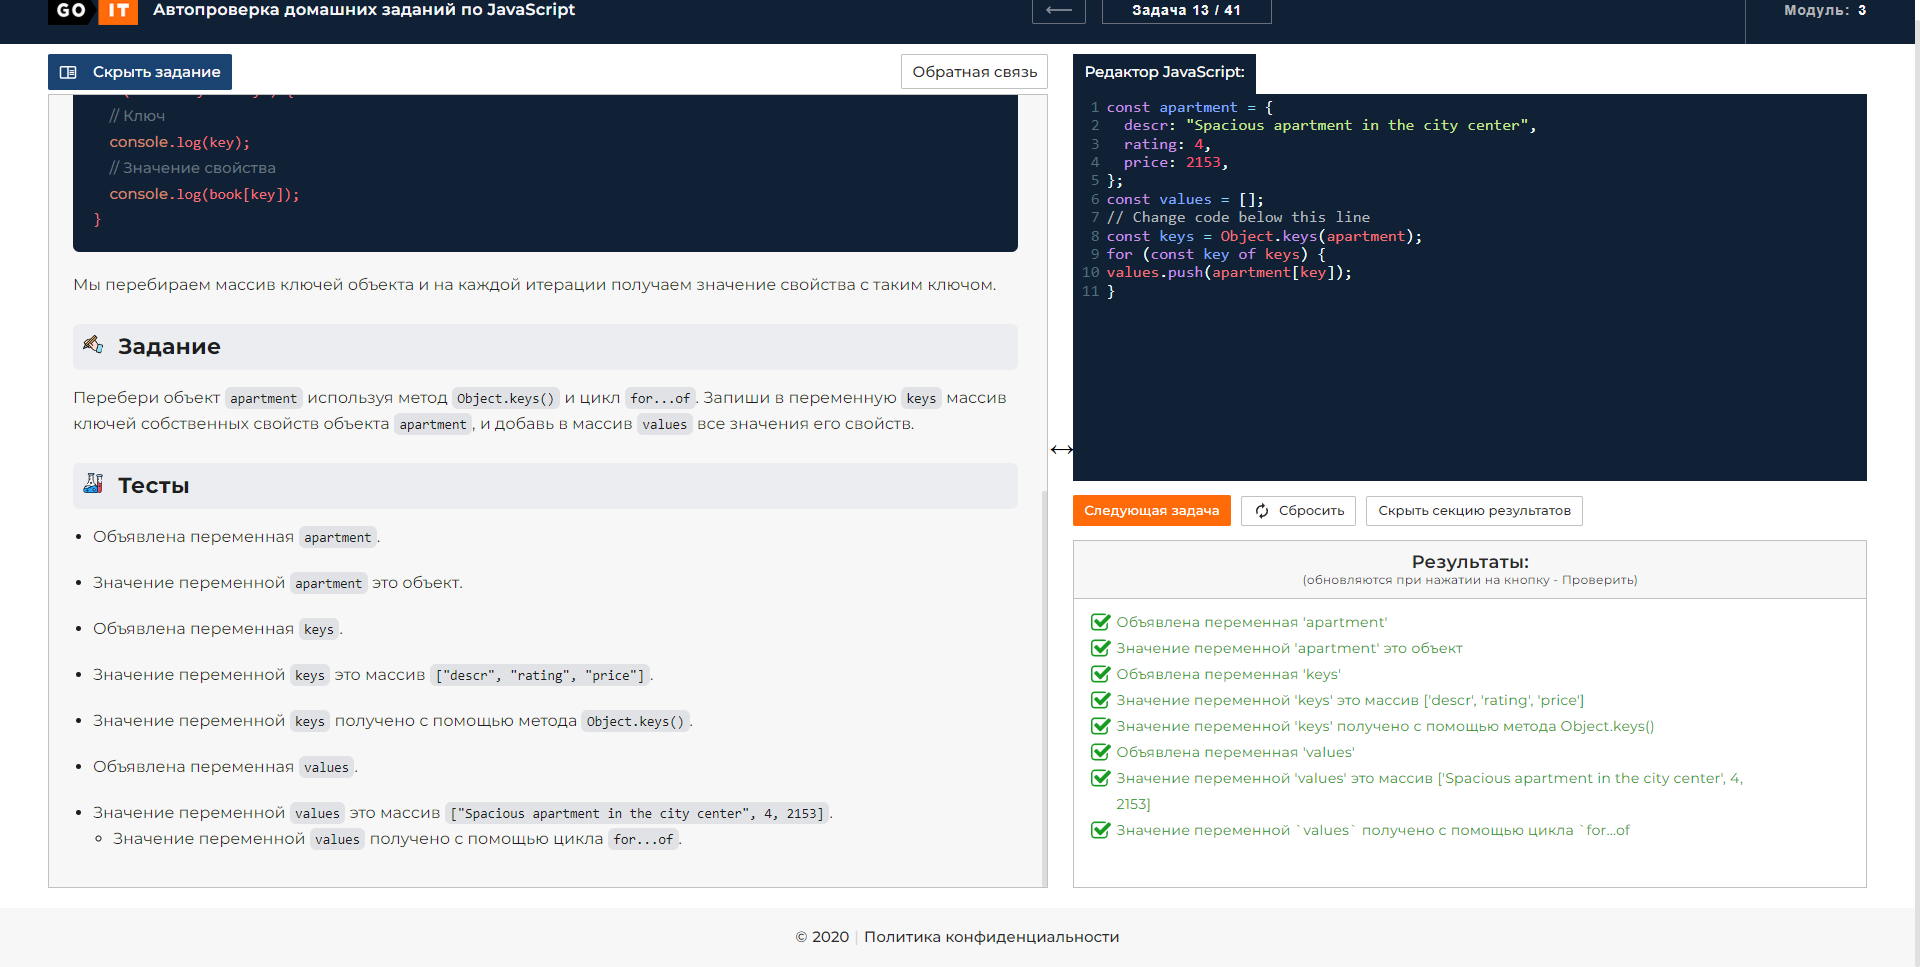 GO IT
Автопроверка домашних заданий по JavaScript
Задача 13 / 41
Модуль: 3
Скрыть задание
Обратная связь
// Ключ
console.log(key);
// Значение свойства
console.log(book[key]);
}
Мы перебираем массив ключей объекта и на каждой итерации получаем значение свойства с таким ключом.
Задание
Перебери объект apartment используя метод Object.keys() и цикл for...of. Запиши в переменную keys массив
ключей собственных свойств объекта apartment, и добавь в массив values все значения его свойств.
Тесты
Объявлена переменная apartment.
Значение переменной apartment это объект.
Объявлена переменная keys.
Значение переменной keys это массив ["descr", "rating", "price"].
Значение переменной keys получено с помощью метода Object.keys().
Объявлена переменная values.
Значение переменной values это массив ["Spacious apartment in the city center", 4, 2153].
Значение переменной values получено с помощью цикла for...of.
Редактор JavaScript:
1 const apartment = {
2 descr: "Spacious apartment in the city center",
3 rating: 4,
4 price: 2153,
5 };
6 const values = [];
7 // Change code below this line
8 const keys = Object.keys(apartment);
9 for (const key of keys) {
10 values.push(apartment[key]);
11 }
Следующая задача
Сбросить
Скрыть секцию результатов
Результаты:
(обновляются при нажатии на кнопку - Проверить)
Объявлена переменная 'apartment'
Значение переменной 'apartment' это объект
Объявлена переменная 'keys'
Значение переменной 'keys' это массив ['descr', 'rating', 'price']
Значение переменной 'keys' получено с помощью метода Object.keys()
Объявлена переменная 'values'
Значение переменной 'values' это массив ['Spacious apartment in the city center', 4,
2153]
Значение переменной `values` получено с помощью цикла `for...of
© 2020 | Политика конфиденциальности